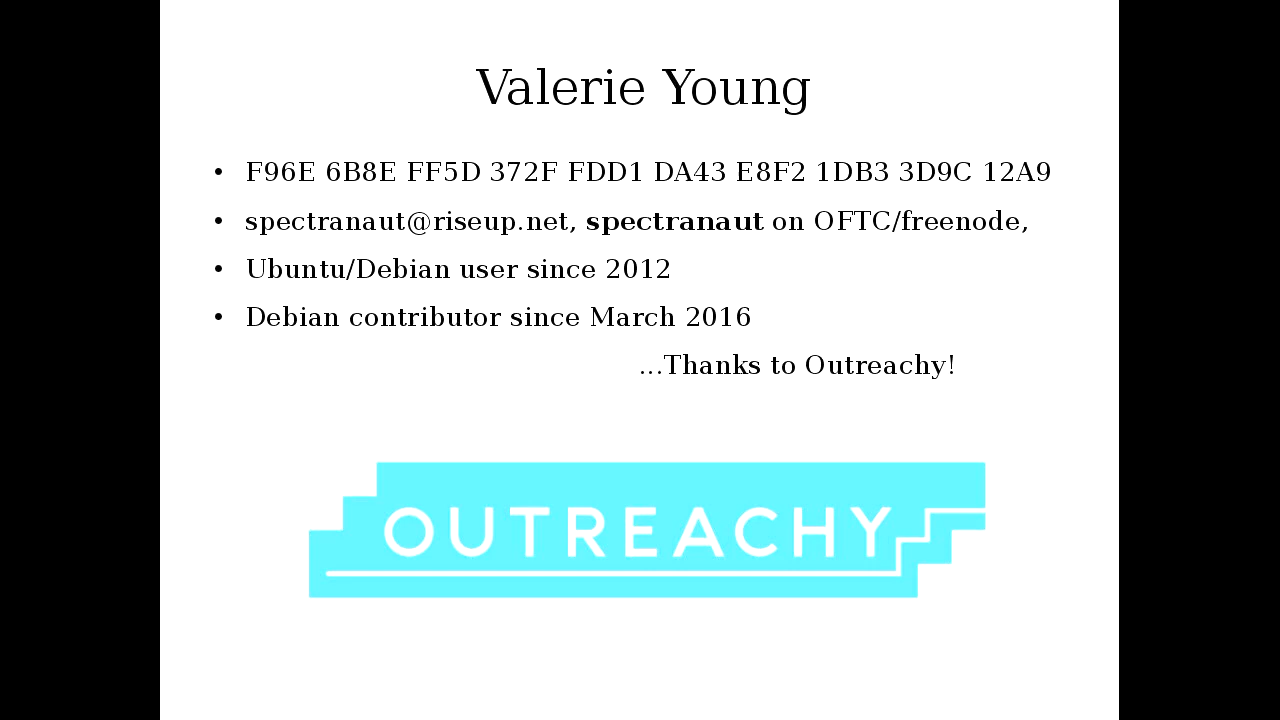 Valerie Young
• F96E 6B8E FF5D 372F FDD1 DA43 E8F2 1DB3 3D9C 12A9
• spectranaut@riseup.net, spectranaut on OFTC/freenode,
• Ubuntu/Debian user since 2012
• Debian contributor since March 2016
...Thanks to Outreachy!
OUTREACHY